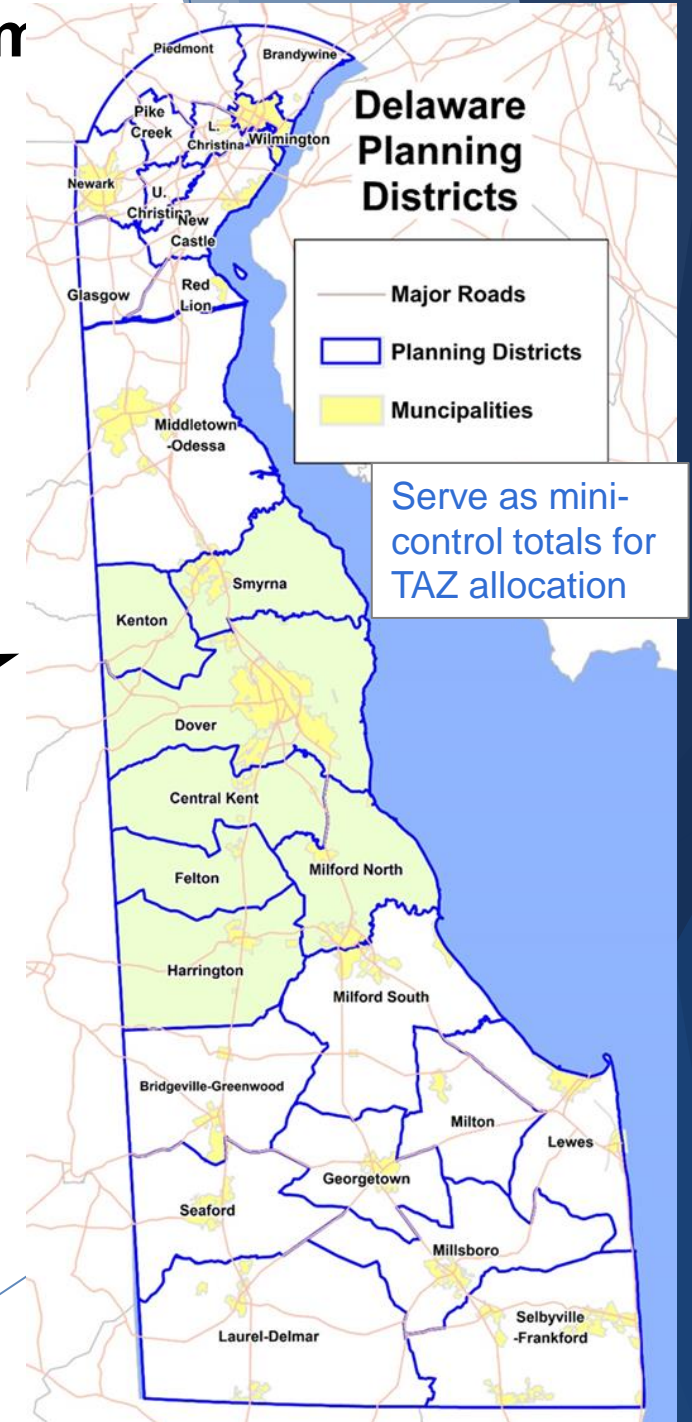 m
Piedmont
Brandywine
Delaware
Planning
Districts
Pike
Creek
L.
Christina
Wilmington
Newark
U.
Christina
New
Castle
Glasgow
Red
Lion
Major Roads
Planning Districts
Muncipalities
Middletown
-Odessa
Serve as mini-
control totals for
TAZ allocation
Smyrna
Kenton
Dover
Central Kent
Felton
Milford North
Harrington
Milford South
Bridgeville-Greenwood
Milton
Lewes
Georgetown
Seaford
Millsboro
Selbyville
-Frankford
Laurel-Delmar